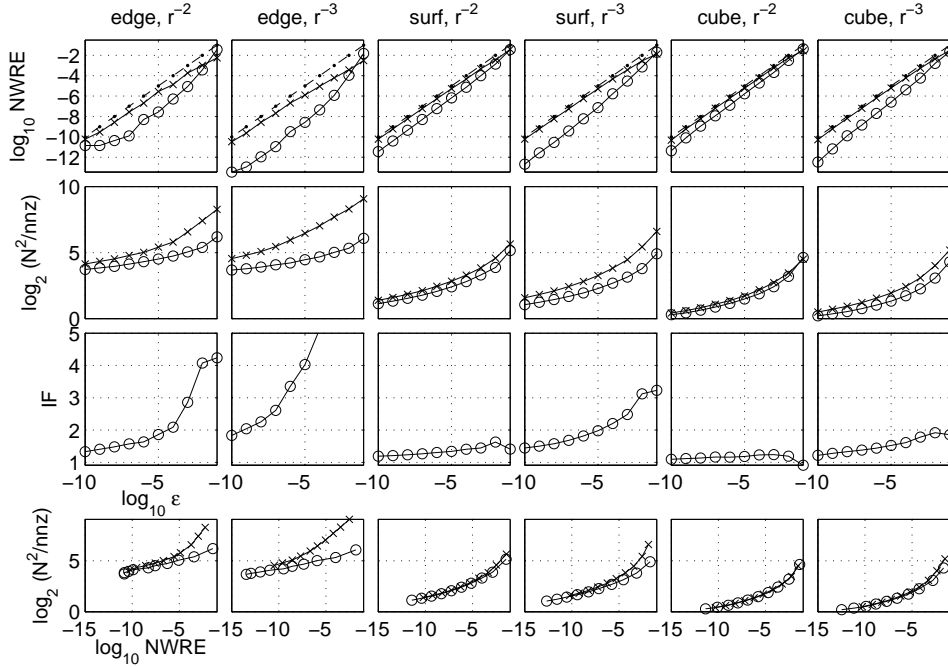 edge, r⁻² edge, r⁻³ surf, r⁻² surf, r⁻³ cube, r⁻² cube, r⁻³
log₁₀ NWRE
−2
−4
−6
−8
−10
−12
log₂ (N²/nnz)
10
5
0
IF
5
4
3
2
1
−10 −5 −10 −5 −10 −5 −10 −5 −10 −5 −10 −5 −1
log₁₀ ε
log₂ (N²/nnz)
5
0
−15 −10 −5 −15 −10 −5 −15 −10 −5 −15 −10 −5 −15 −10 −5 −15 −10 −5 −1
log₁₀ NWRE